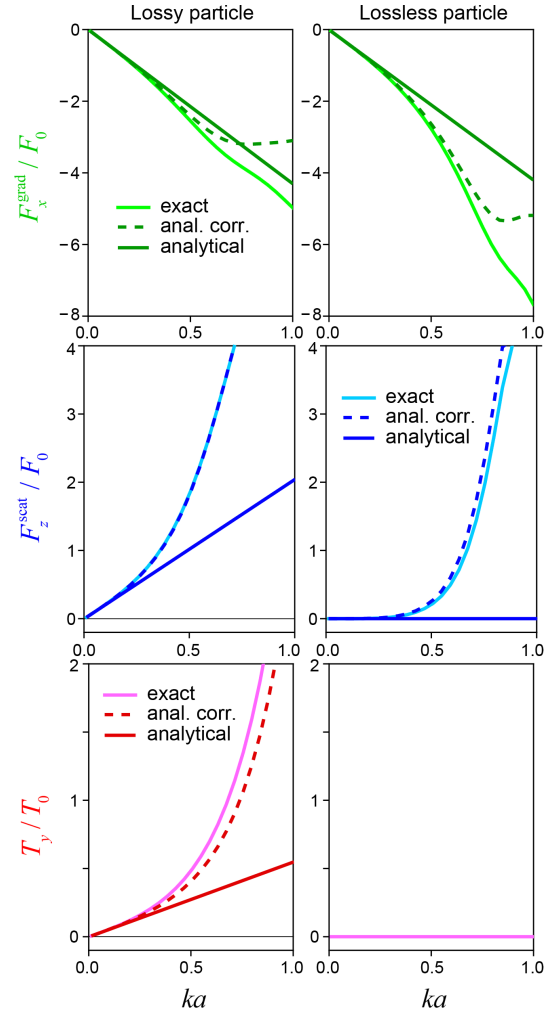 Lossy particle
Lossless particle
F_x^grad / F_0
0
−2
−4
−6
−8
exact
anal. corr.
analytical
0.0
0.5
1.0
0.0
0.5
1.0
0
−2
−4
−6
−8
F_z^scat / F_0
4
3
2
1
0
exact
anal. corr.
analytical
0.0
0.5
1.0
4
3
2
1
0
exact
anal. corr.
analytical
0.0
0.5
1.0
T_y / T_0
2
1
0
exact
anal. corr.
analytical
0.0
0.5
1.0
ka
2
1
0
0.0
0.5
1.0
ka